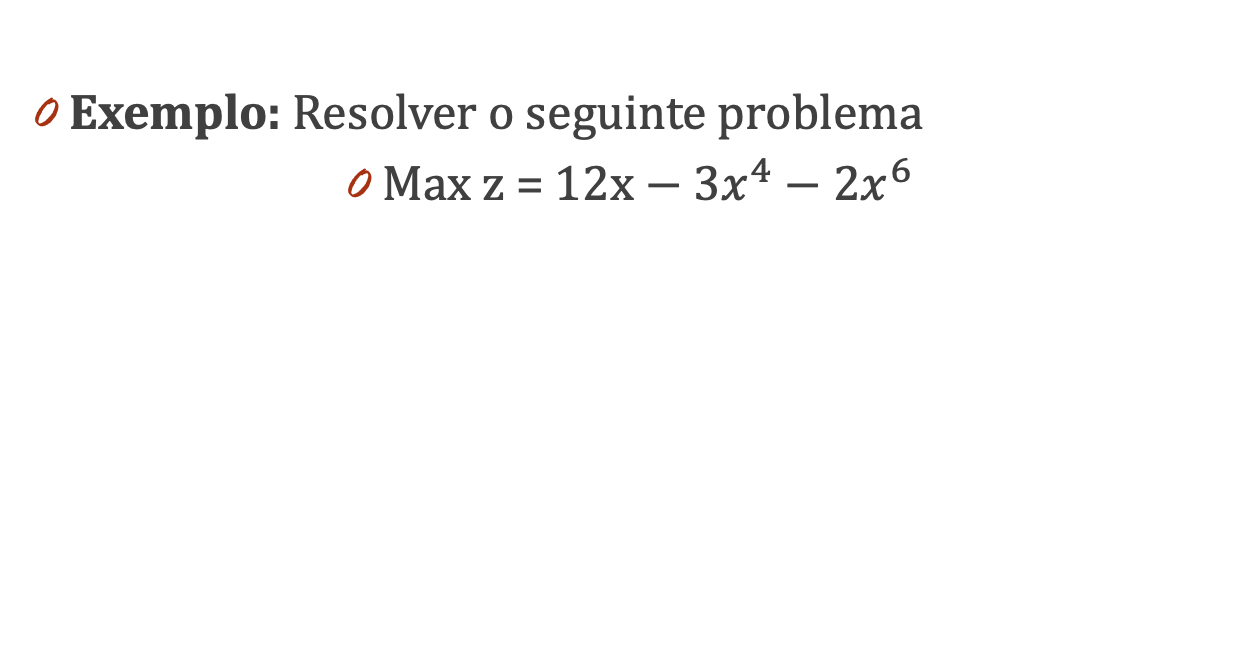 Exemplo: Resolver o seguinte problema
Max z = 12x − 3x⁴ − 2x⁶